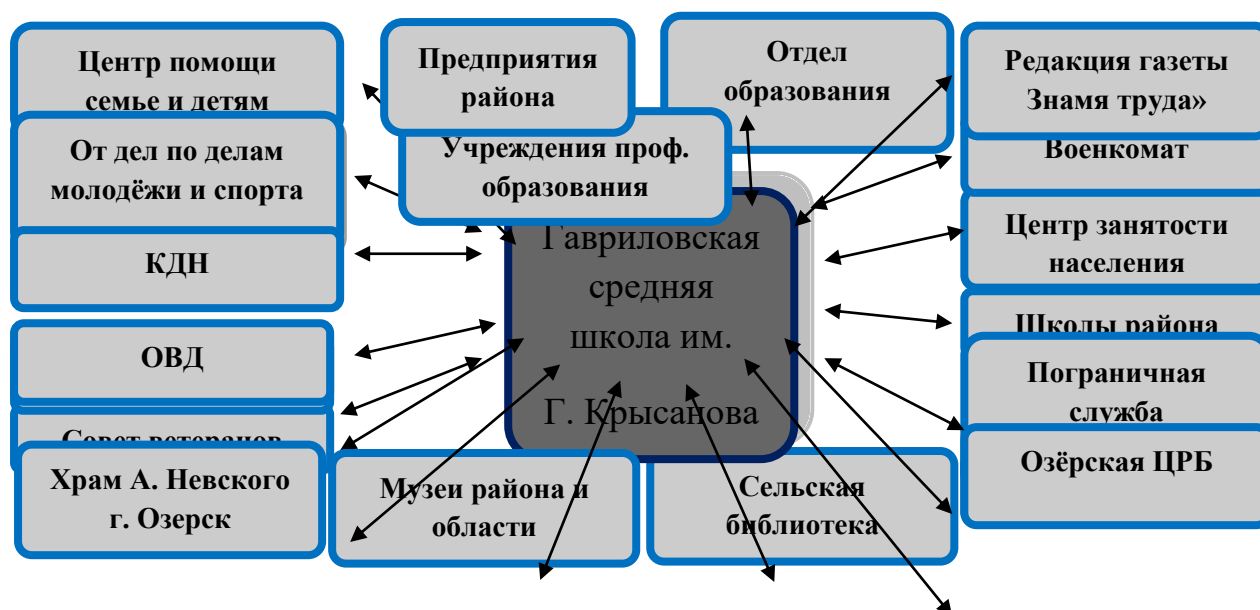 Центр помощи
семье и детям
От дел по делам
молодёжи и спорта
КДН
ОВД
Совет ветеранов
Храм А. Невского
г. Озерск
Предприятия
района
Учреждения проф.
образования
Отдел
образования
Гавриловская
средняя
школа им.
Г. Крысанова
Музеи района и
области
Сельская
библиотека
Редакция газеты
Знамя труда»
Военкомат
Центр занятости
населения
Школы района
Пограничная
служба
Озёрская ЦРБ